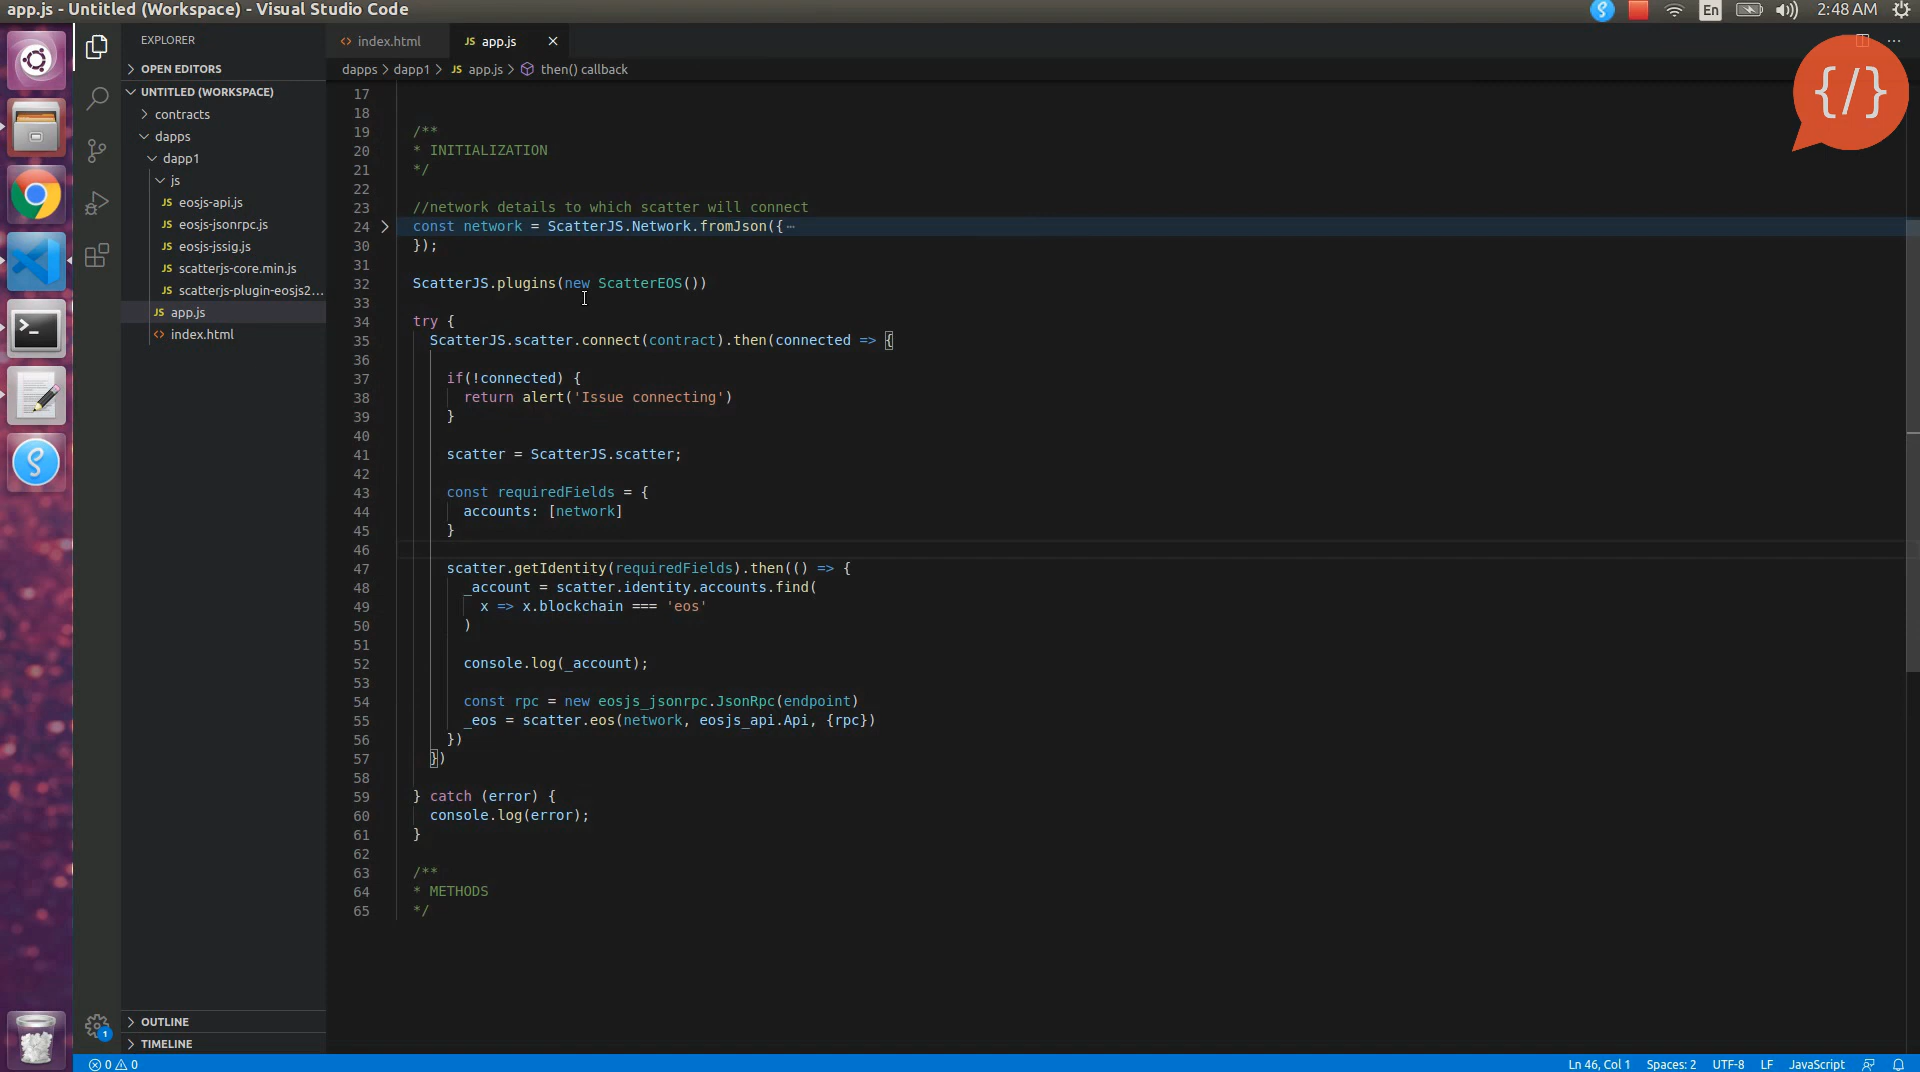 app.js - Untitled (Workspace) - Visual Studio Code
En
2:48 AM
EXPLORER
OPEN EDITORS
UNTITLED (WORKSPACE)
contracts
dapps
dapp1
js
JS eosjs-api.js
JS eosjs-jsonrpc.js
JS eosjs-jssig.js
JS scatterjs-core.min.js
JS scatterjs-plugin-eosjs2...
JS app.js
<> index.html
OUTLINE
TIMELINE
<> index.html
JS app.js
dapps > dapp1 > JS app.js > then() callback
{/}
17
18
19 /**
20 * INITIALIZATION
21 */
22
23 //network details to which scatter will connect
24 const network = ScatterJS.Network.fromJson({⋯
30 });
31
32 ScatterJS.plugins(new ScatterEOS())
33
34 try {
35 ScatterJS.scatter.connect(contract).then(connected => {
36
37 if(!connected) {
38 return alert('Issue connecting')
39 }
40
41 scatter = ScatterJS.scatter;
42
43 const requiredFields = {
44 accounts: [network]
45 }
46
47 scatter.getIdentity(requiredFields).then(() => {
48 _account = scatter.identity.accounts.find(
49 x => x.blockchain === 'eos'
50 )
51
52 console.log(_account);
53
54 const rpc = new eosjs_jsonrpc.JsonRpc(endpoint)
55 _eos = scatter.eos(network, eosjs_api.Api, {rpc})
56 })
57 })
58
59 } catch (error) {
60 console.log(error);
61 }
62
63 /**
64 * METHODS
65 */
1
0 0
Ln 46, Col 1
Spaces: 2
UTF-8
LF
JavaScript